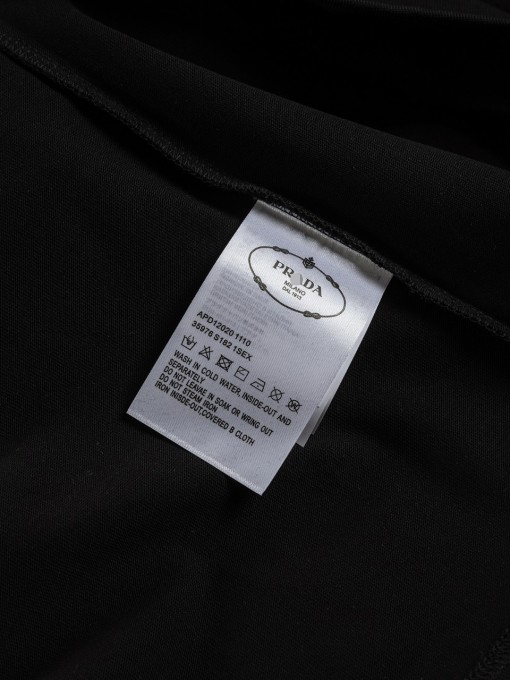 PRADA
MILANO
DAL 1913
APD12020 1110
35976 S182 1SEX
WASH IN COLD WATER, INSIDE-OUT AND
SEPARATELY
DO NOT LEAVE IN SOAK OR WRING OUT
DO NOT STEAM IRON
IRON INSIDE-OUT.COVERED B CLOTH